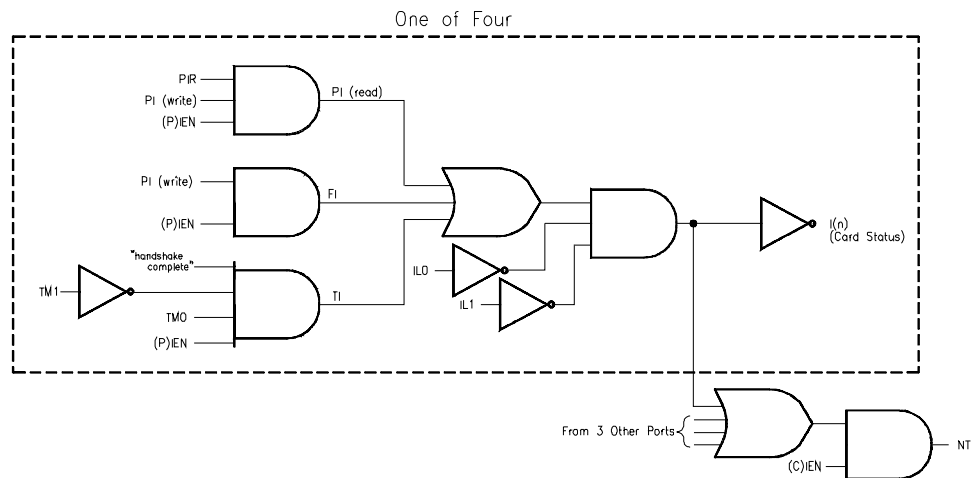 One of Four
PIR
PI (write)
(P)IEN
PI (read)
PI (write)
(P)IEN
FI
"handshake
complete"
TM1
TM0
(P)IEN
TI
IL0
IL1
I(n)
(Card Status)
From 3 Other Ports
(C)IEN
NT